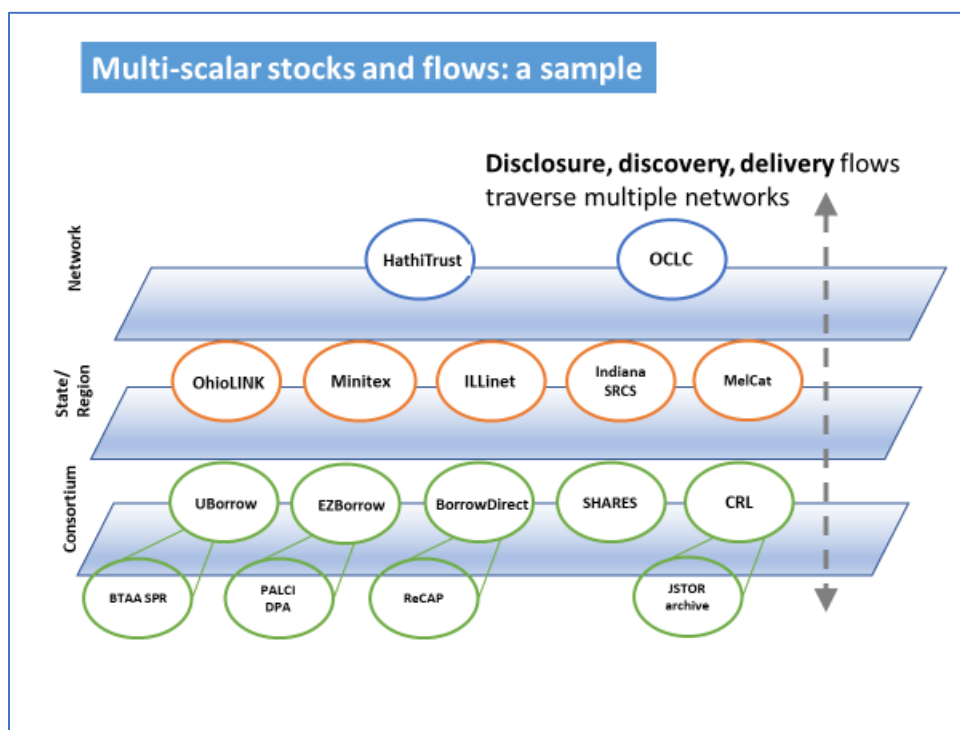 Multi-scalar stocks and flows: a sample
Disclosure, discovery, delivery flows
traverse multiple networks
Network
HathiTrust
OCLC
State/
Region
OhioLINK
Minitex
ILLinet
Indiana
SRCS
MelCat
Consortium
UBorrow
EZBorrow
BorrowDirect
SHARES
CRL
BTAA SPR
PALCI
DPA
ReCAP
JSTOR
archive